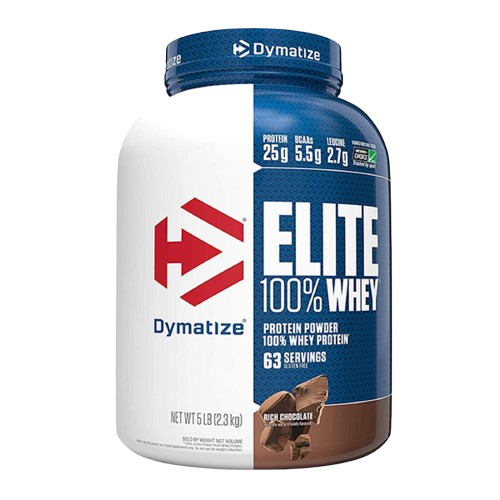 Dymatize
PROTEIN BCAAs LEUCINE
25g 5.5g 2.7g
CHOICE
ELITE
100% WHEY
PROTEIN POWDER
100% WHEY PROTEIN*
63 SERVINGS
GLUTEN FREE
Dymatize®
NET WT 5 LB (2.3 kg)
SOLD BY WEIGHT NOT VOLUME
RICH CHOCOLATE